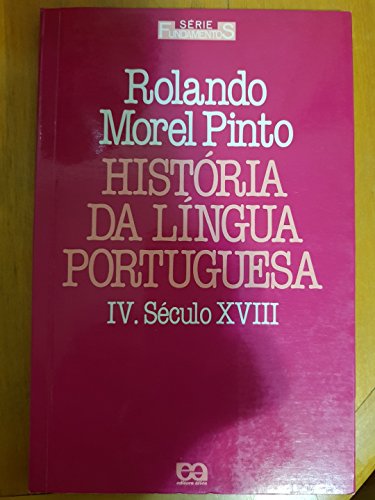 SÉRIE
FUNDAMENTOS
Rolando
Morel Pinto
HISTÓRIA
DA LÍNGUA
PORTUGUESA
IV. Século XVIII
editora ática